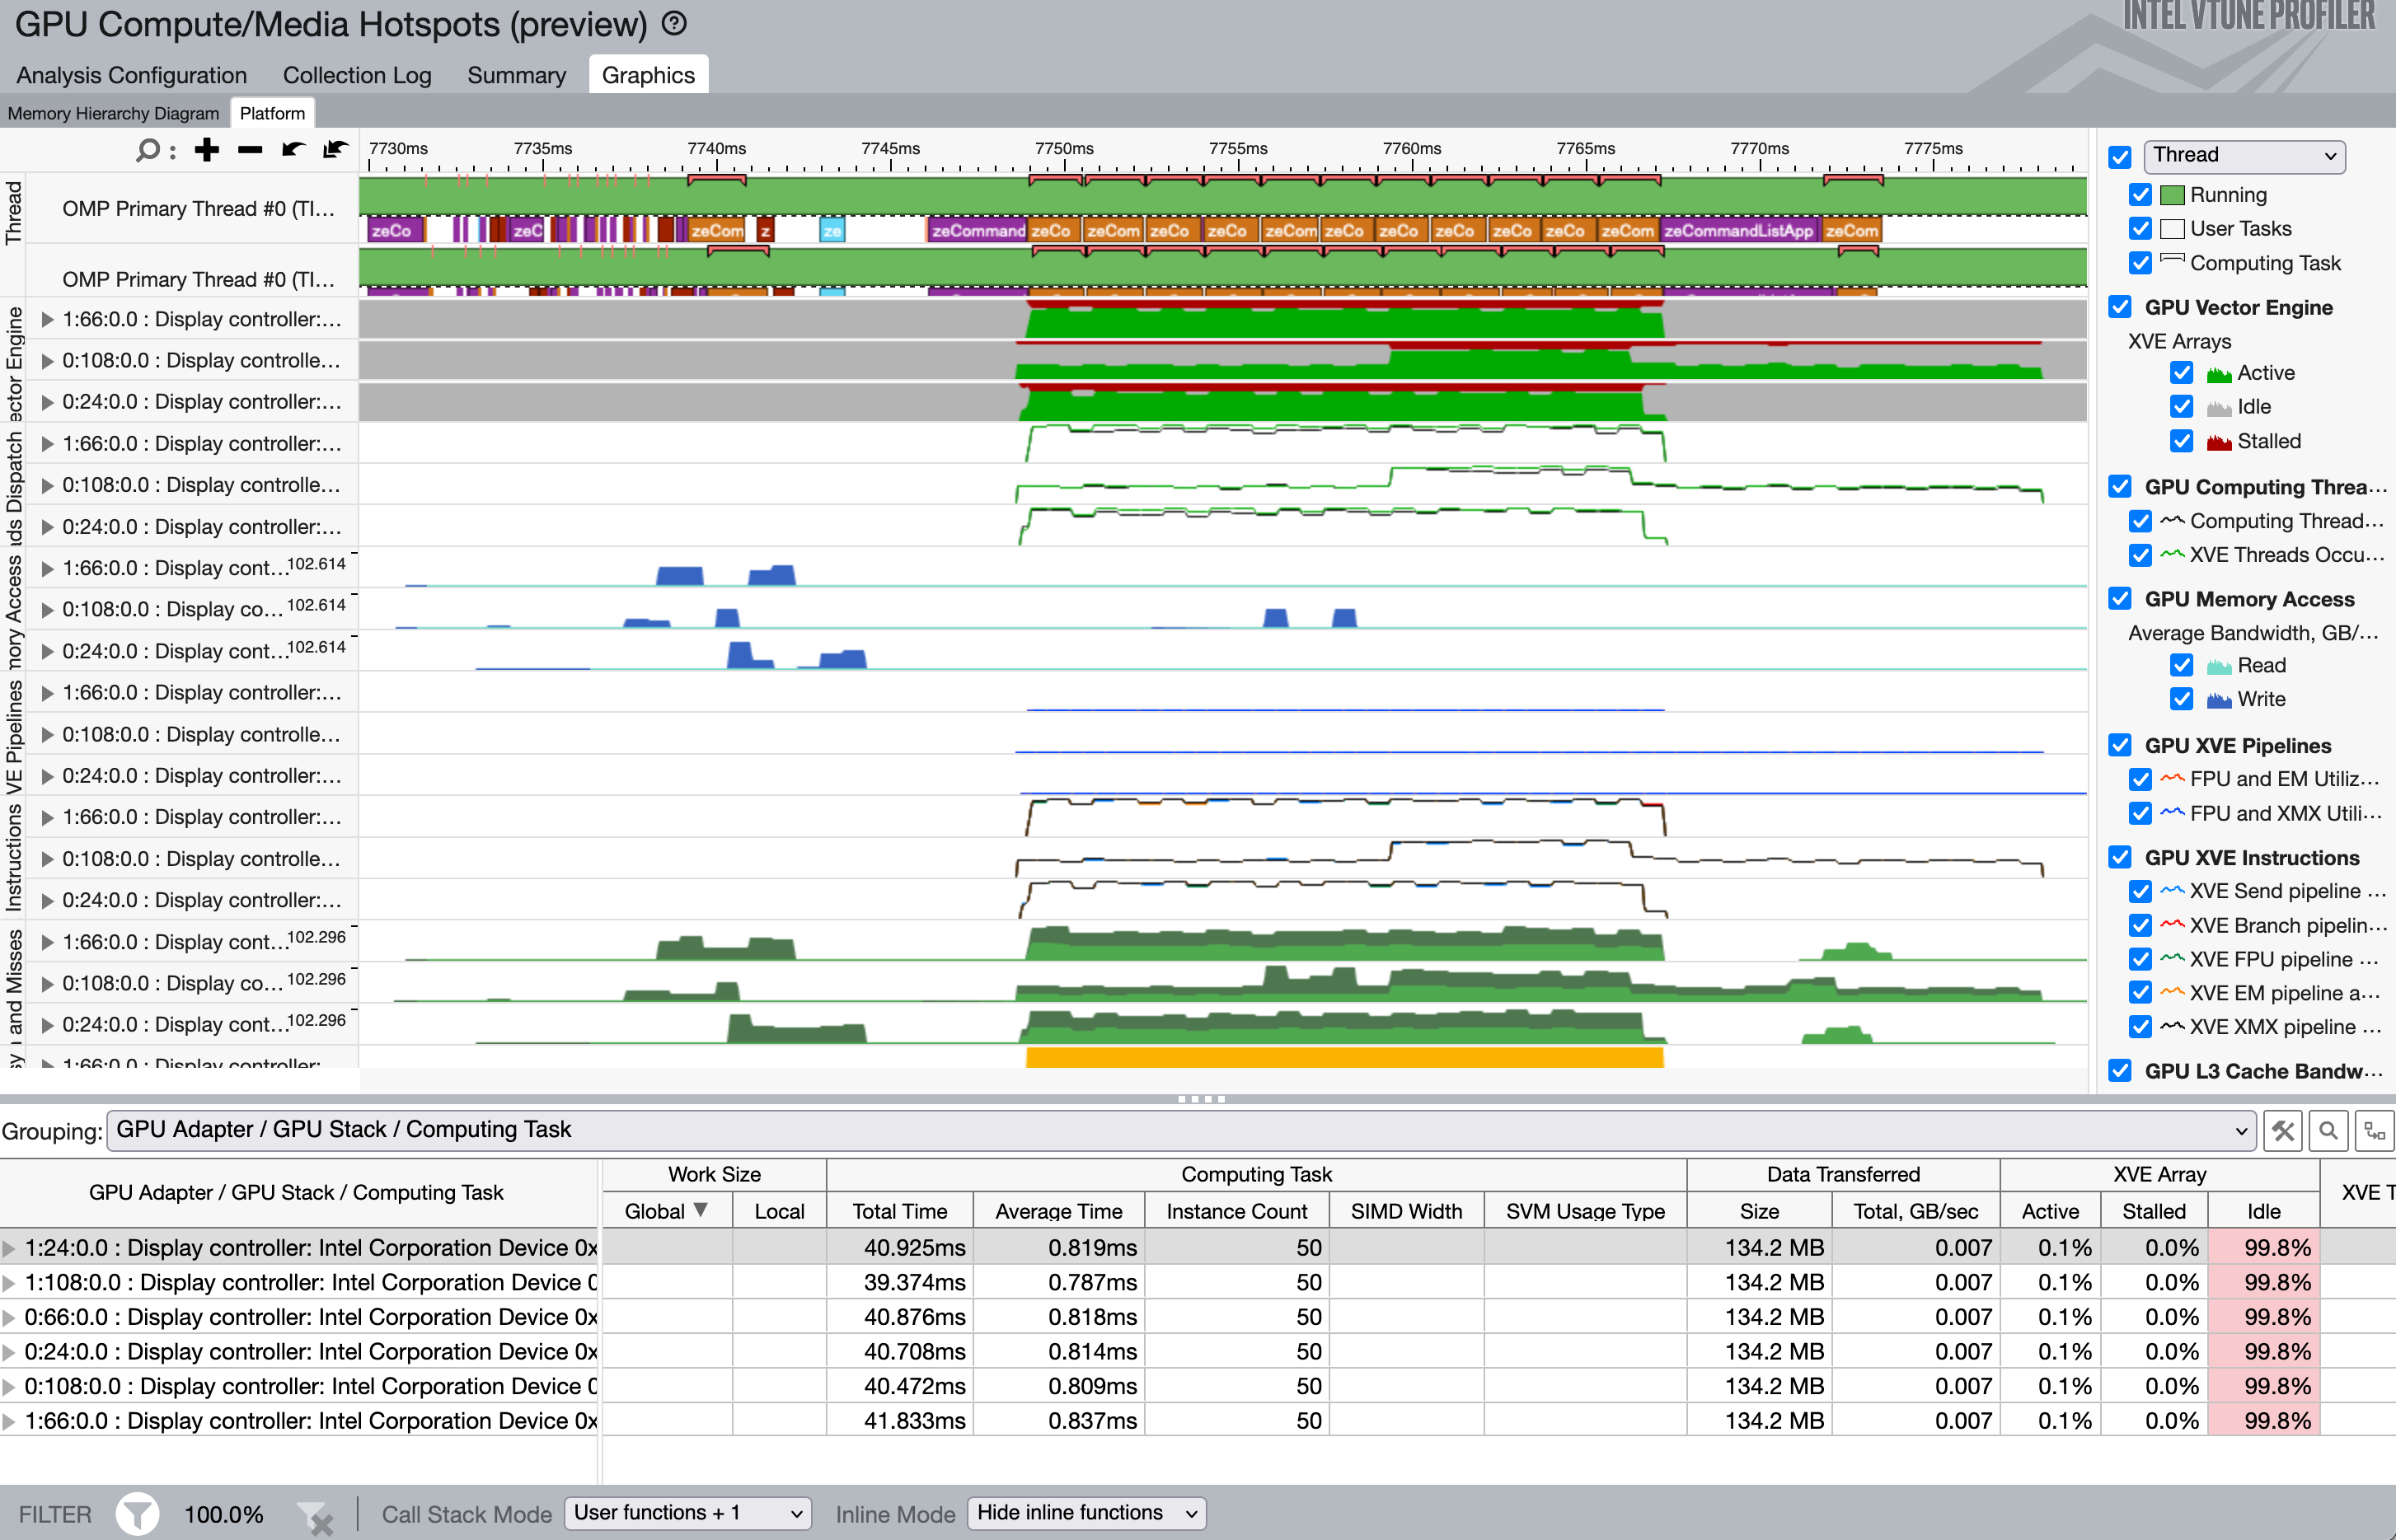 GPU Compute/Media Hotspots (preview) ?
INTEL VTUNE PROFILER
Analysis Configuration Collection Log Summary Graphics
Memory Hierarchy Diagram Platform
7730ms 7735ms 7740ms 7745ms 7750ms 7755ms 7760ms 7765ms 7770ms 7775ms
Thread
OMP Primary Thread #0 (TI...
zeCo zeC zeCom z ze zeCommand zeCo zeCom zeCo zeCo zeCom zeCo zeCo zeCo zeCo zeCo zeCom zeCommandListApp zeCom
OMP Primary Thread #0 (TI...
ector Engine
1:66:0.0 : Display controller:...
0:108:0.0 : Display controlle...
0:24:0.0 : Display controller:...
ads Dispatch
1:66:0.0 : Display controller:...
0:108:0.0 : Display controlle...
0:24:0.0 : Display controller:...
mory Access
1:66:0.0 : Display cont... 102.614
0:108:0.0 : Display co... 102.614
0:24:0.0 : Display cont... 102.614
VE Pipelines
1:66:0.0 : Display controller:...
0:108:0.0 : Display controlle...
0:24:0.0 : Display controller:...
Instructions
1:66:0.0 : Display controller:...
0:108:0.0 : Display controlle...
0:24:0.0 : Display controller:...
and Misses
1:66:0.0 : Display cont... 102.296
0:108:0.0 : Display co... 102.296
0:24:0.0 : Display cont... 102.296
1:66:0.0 : Display controller:
Thread
Running
User Tasks
Computing Task
GPU Vector Engine
XVE Arrays
Active
Idle
Stalled
GPU Computing Threa...
Computing Thread...
XVE Threads Occu...
GPU Memory Access
Average Bandwidth, GB/...
Read
Write
GPU XVE Pipelines
FPU and EM Utiliz...
FPU and XMX Utili...
GPU XVE Instructions
XVE Send pipeline ...
XVE Branch pipelin...
XVE FPU pipeline ...
XVE EM pipeline a...
XVE XMX pipeline ...
GPU L3 Cache Bandw...
Grouping: GPU Adapter / GPU Stack / Computing Task
GPU Adapter / GPU Stack / Computing Task Work Size Computing Task Data Transferred XVE Array XVE T
Global Local Total Time Average Time Instance Count SIMD Width SVM Usage Type Size Total, GB/sec Active Stalled Idle
1:24:0.0 : Display controller: Intel Corporation Device 0x 40.925ms 0.819ms 50 134.2 MB 0.007 0.1% 0.0% 99.8%
1:108:0.0 : Display controller: Intel Corporation Device 0 39.374ms 0.787ms 50 134.2 MB 0.007 0.1% 0.0% 99.8%
0:66:0.0 : Display controller: Intel Corporation Device 0x 40.876ms 0.818ms 50 134.2 MB 0.007 0.1% 0.0% 99.8%
0:24:0.0 : Display controller: Intel Corporation Device 0x 40.708ms 0.814ms 50 134.2 MB 0.007 0.1% 0.0% 99.8%
0:108:0.0 : Display controller: Intel Corporation Device 0 40.472ms 0.809ms 50 134.2 MB 0.007 0.1% 0.0% 99.8%
1:66:0.0 : Display controller: Intel Corporation Device 0x 41.833ms 0.837ms 50 134.2 MB 0.007 0.1% 0.0% 99.8%
FILTER 100.0% Call Stack Mode User functions + 1 Inline Mode Hide inline functions